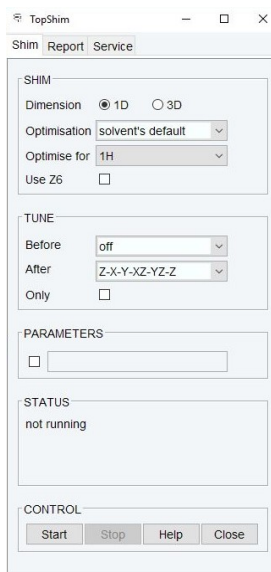 TopShim
Shim Report Service
SHIM
Dimension 1D 3D
Optimisation solvent's default
Optimise for 1H
Use Z6
TUNE
Before off
After Z-X-Y-XZ-YZ-Z
Only
PARAMETERS
STATUS
not running
CONTROL
Start Stop Help Close